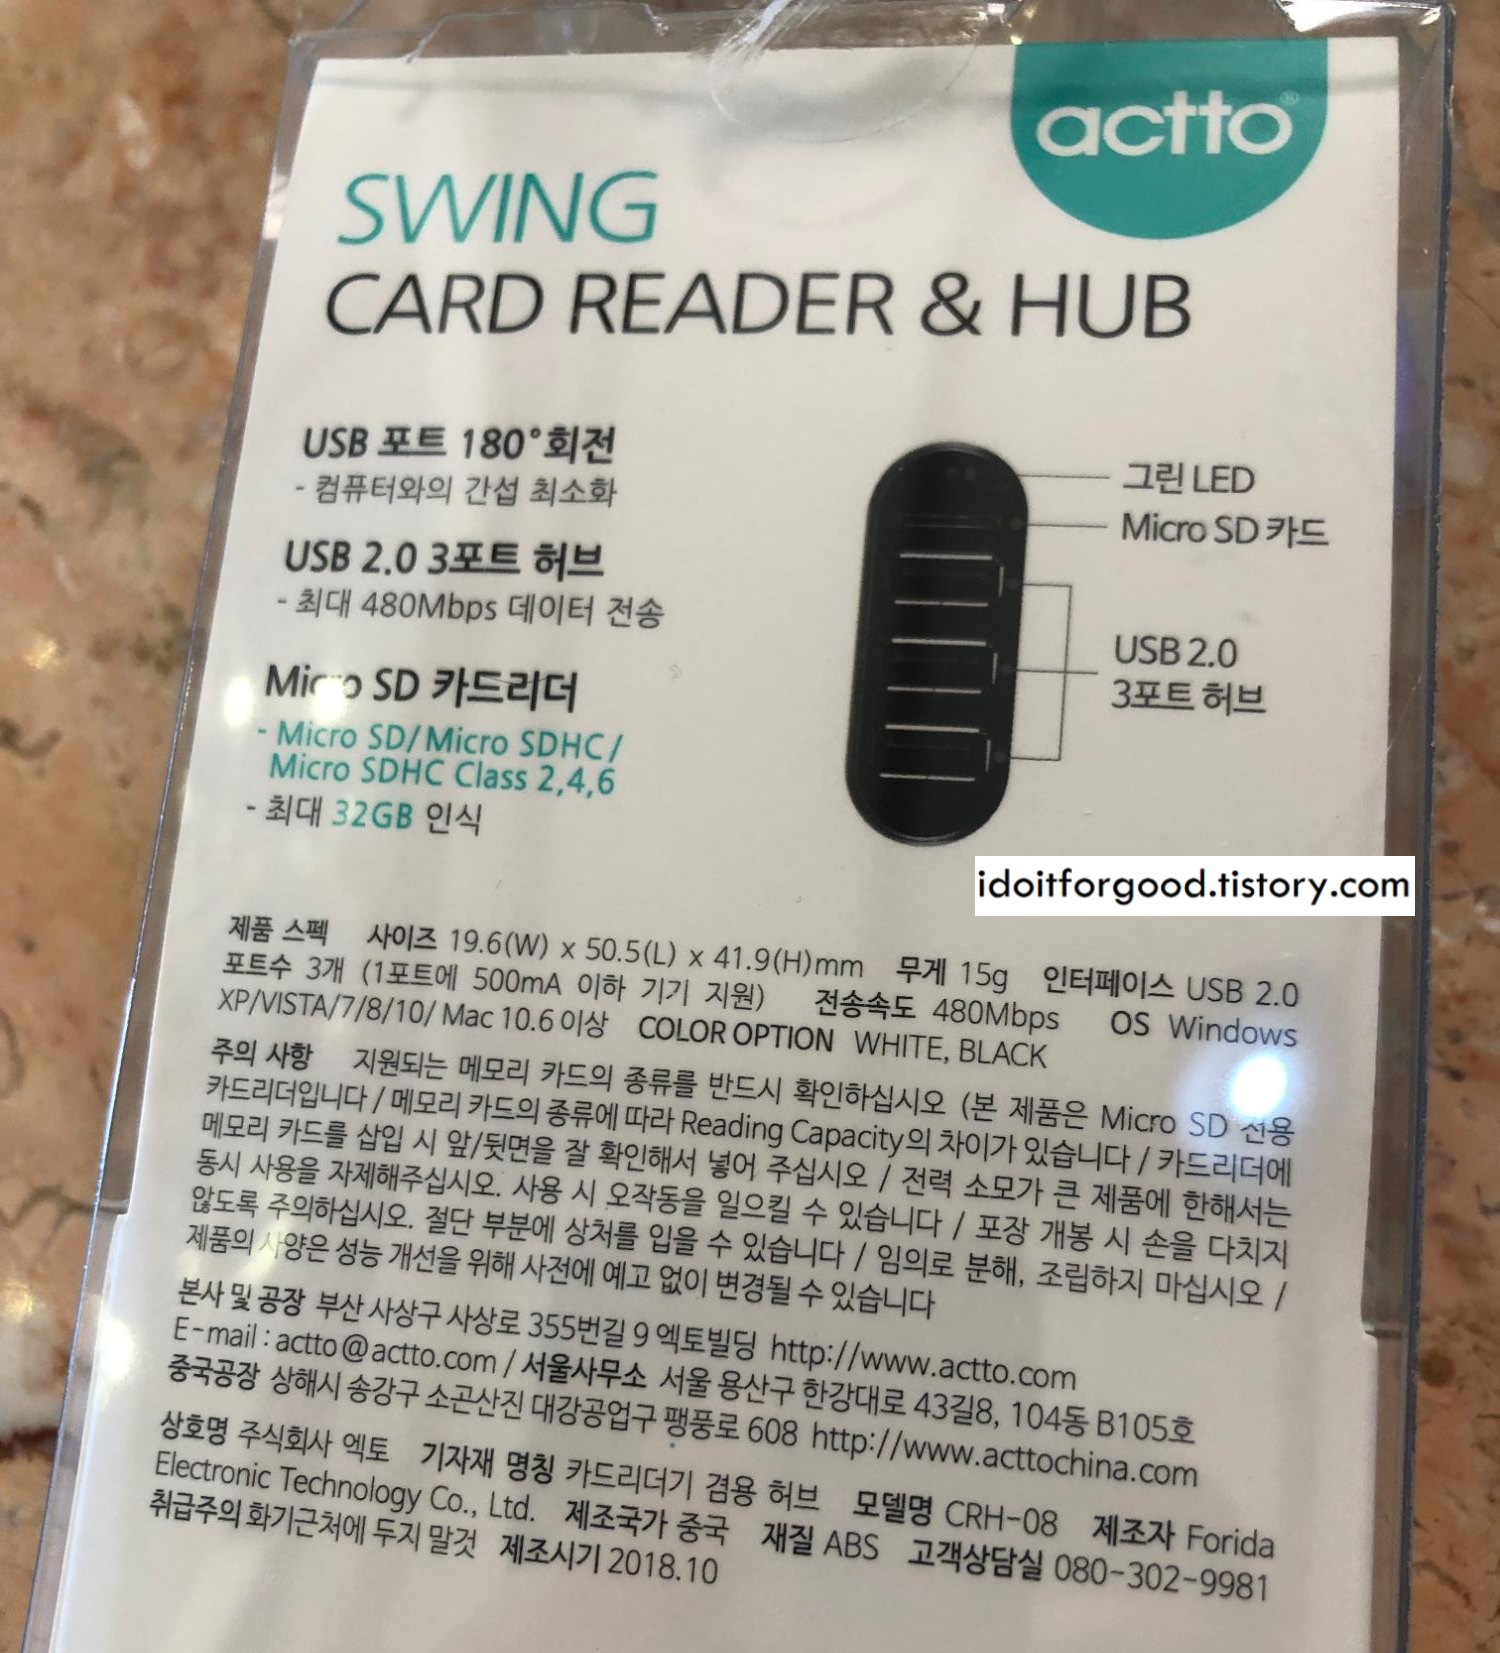 actto®
SWING
CARD READER & HUB
USB 포트 180°회전
- 컴퓨터와의 간섭 최소화
USB 2.0 3포트 허브
- 최대 480Mbps 데이터 전송
Micro SD 카드리더
- Micro SD/Micro SDHC/
Micro SDHC Class 2,4,6
- 최대 32GB 인식
그린 LED
Micro SD 카드
USB 2.0
3포트 허브
idoitforgood.tistory.com
제품 스펙 사이즈 19.6(W) x 50.5(L) x 41.9(H)mm 무게 15g 인터페이스 USB 2.0
포트수 3개 (1포트에 500mA 이하 기기 지원) 전송속도 480Mbps OS Windows
XP/VISTA/7/8/10/ Mac 10.6 이상 COLOR OPTION WHITE, BLACK
주의 사항 지원되는 메모리 카드의 종류를 반드시 확인하십시오 (본 제품은 Micro SD 전용
카드리더입니다 / 메모리 카드의 종류에 따라 Reading Capacity의 차이가 있습니다 / 카드리더에
메모리 카드를 삽입 시 앞/뒷면을 잘 확인해서 넣어 주십시오 / 전력 소모가 큰 제품에 한해서는
동시 사용을 자제해주십시오. 사용 시 오작동을 일으킬 수 있습니다 / 포장 개봉 시 손을 다치지
않도록 주의하십시오. 절단 부분에 상처를 입을 수 있습니다 / 임의로 분해, 조립하지 마십시오 /
제품의 사양은 성능 개선을 위해 사전에 예고 없이 변경될 수 있습니다
본사 및 공장 부산 사상구 사상로 355번길 9 엑토빌딩 http://www.actto.com
E-mail : actto@actto.com / 서울사무소 서울 용산구 한강대로 43길8, 104동 B105호
중국공장 상해시 송강구 소곤산진 대강공업구 팽풍로 608 http://www.acttochina.com
상호명 주식회사 엑토 기자재 명칭 카드리더기 겸용 허브 모델명 CRH-08 제조자 Forida
Electronic Technology Co., Ltd. 제조국가 중국 재질 ABS 고객상담실 080-302-9981
취급주의 화기근처에 두지 말것 제조시기 2018.10